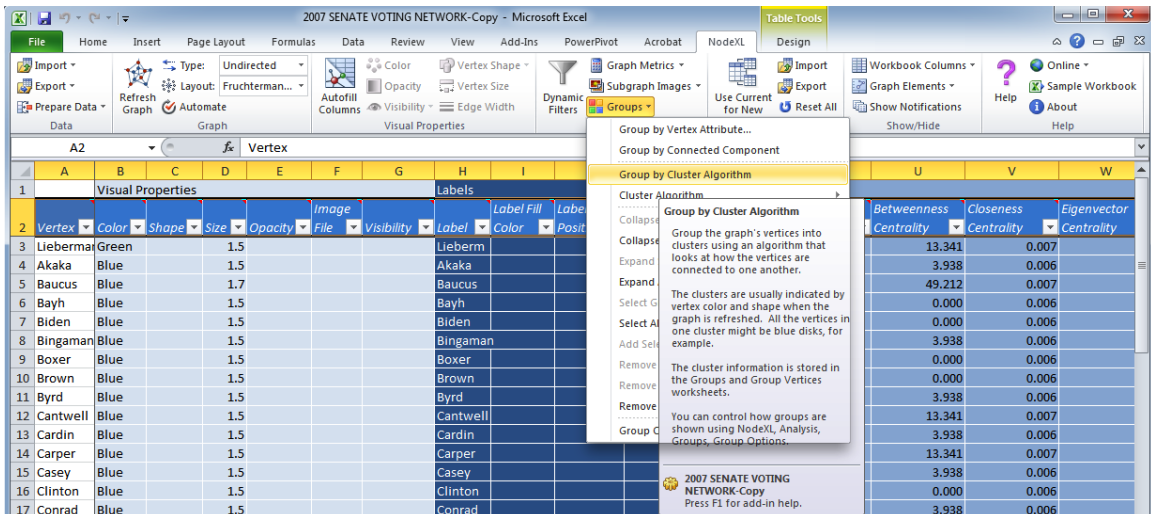 2007 SENATE VOTING NETWORK-Copy - Microsoft Excel
Table Tools
File Home Insert Page Layout Formulas Data Review View Add-Ins PowerPivot Acrobat NodeXL Design
Import
Export
Prepare Data
Data
Refresh Graph
Type: Undirected
Layout: Fruchterman...
Automate
Graph
Autofill Columns
Color
Opacity
Visibility
Vertex Shape
Vertex Size
Edge Width
Visual Properties
Dynamic Filters
Graph Metrics
Subgraph Images
Groups
Use Current for New
Import
Export
Reset All
Workbook Columns
Graph Elements
Show Notifications
Show/Hide
Help
Online
Sample Workbook
About
Help
A2 fx Vertex
Group by Vertex Attribute...
Group by Connected Component
Group by Cluster Algorithm
Cluster Algorithm
Collapse
Collapse
Expand
Expand
Select G
Select Al
Add Sele
Remove
Remove
Remove
Group O
Group by Cluster Algorithm
Group the graph's vertices into
clusters using an algorithm that
looks at how the vertices are
connected to one another.
The clusters are usually indicated by
vertex color and shape when the
graph is refreshed. All the vertices in
one cluster might be blue disks, for
example.
The cluster information is stored in
the Groups and Group Vertices
worksheets.
You can control how groups are
shown using NodeXL, Analysis,
Groups, Group Options.
2007 SENATE VOTING
NETWORK-Copy
Press F1 for add-in help.
A B C D E F G H I U V W
1 Visual Properties Labels
2 Vertex Color Shape Size Opacity Image File Visibility Label Label Fill Color Label Posit Betweenness Centrality Closeness Centrality Eigenvector Centrality
3 Lieberman Green 1.5 Lieberm 13.341 0.007
4 Akaka Blue 1.5 Akaka 3.938 0.006
5 Baucus Blue 1.7 Baucus 49.212 0.007
6 Bayh Blue 1.5 Bayh 0.000 0.006
7 Biden Blue 1.5 Biden 0.000 0.006
8 Bingaman Blue 1.5 Bingaman 3.938 0.006
9 Boxer Blue 1.5 Boxer 0.000 0.006
10 Brown Blue 1.5 Brown 0.000 0.006
11 Byrd Blue 1.5 Byrd 3.938 0.006
12 Cantwell Blue 1.5 Cantwell 13.341 0.007
13 Cardin Blue 1.5 Cardin 3.938 0.006
14 Carper Blue 1.5 Carper 13.341 0.007
15 Casey Blue 1.5 Casey 3.938 0.006
16 Clinton Blue 1.5 Clinton 0.000 0.006
17 Conrad Blue 1.5 Conrad 3.938 0.006